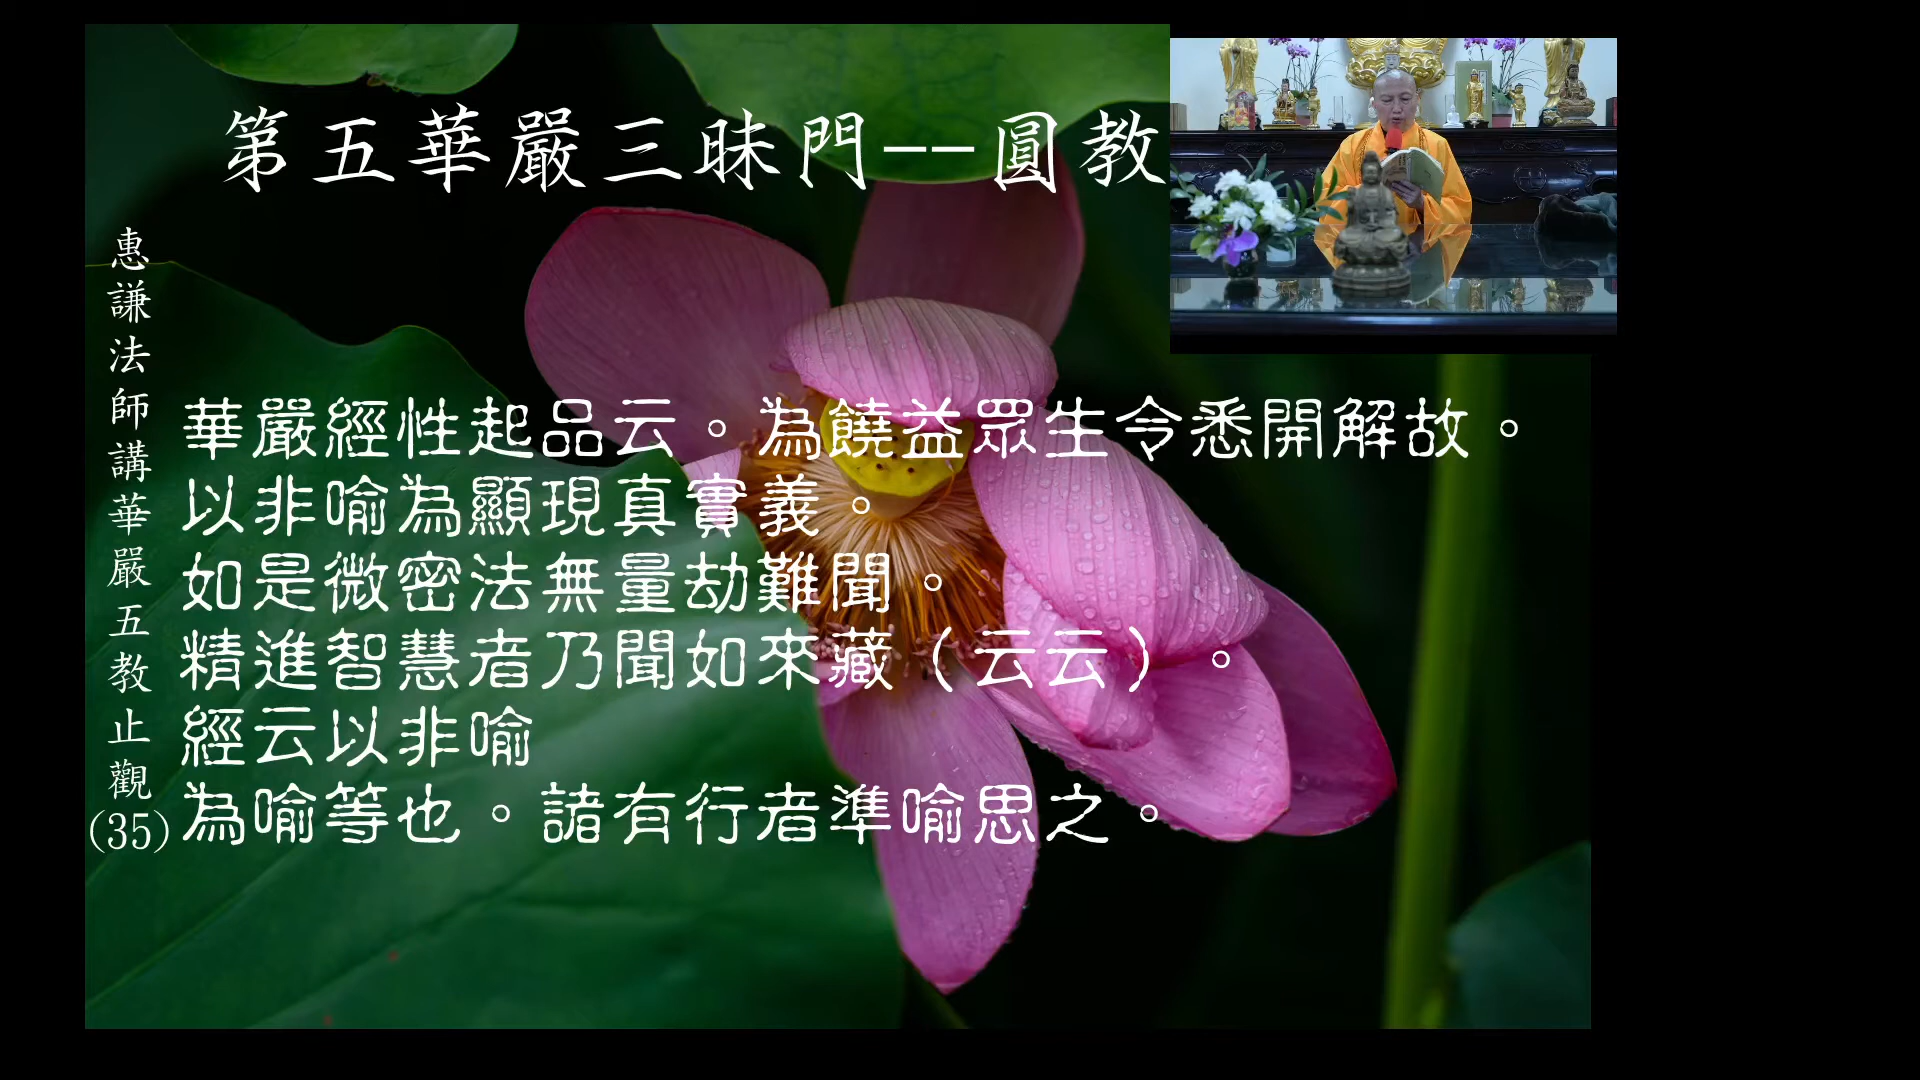 第五華嚴三昧門——圓教
惠謙法師講華嚴五教止觀(35)
華嚴經性起品云。為饒益眾生令悉開解故。
以非喻為顯現真實義。
如是微密法無量劫難聞。
精進智慧者乃聞如來藏（云云）。
經云以非喻
為喻等也。諸有行者準喻思之。